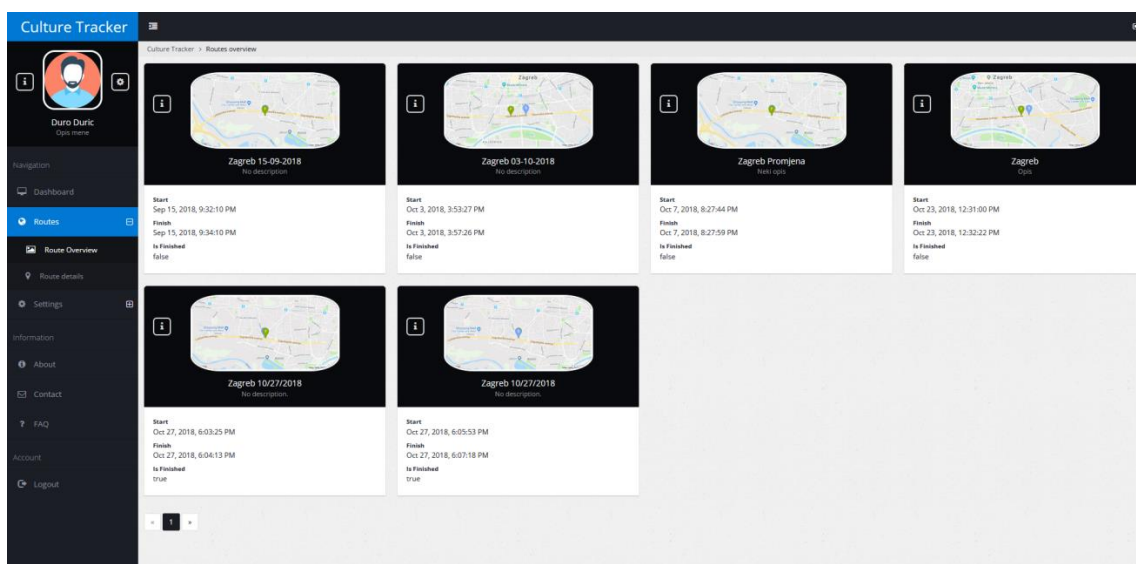 Culture Tracker
Duro Duric
Opis mene
Navigation
Dashboard
Routes
Route Overview
Route details
Settings
Information
About
Contact
? FAQ
Account
Logout
Culture Tracker > Routes overview
i
Zagreb 15-09-2018
No description
Start
Sep 15, 2018, 9:32:10 PM
Finish
Sep 15, 2018, 9:34:10 PM
Is Finished
false
i
Zagreb
Zagreb 03-10-2018
No description
Start
Oct 3, 2018, 3:53:27 PM
Finish
Oct 3, 2018, 3:57:26 PM
Is Finished
false
i
Zagreb Promjena
Neki opis
Start
Oct 7, 2018, 8:27:44 PM
Finish
Oct 7, 2018, 8:27:59 PM
Is Finished
false
i
Zagreb
Zagreb
Opis
Start
Oct 23, 2018, 12:31:00 PM
Finish
Oct 23, 2018, 12:32:22 PM
Is Finished
false
i
Zagreb 10/27/2018
No description.
Start
Oct 27, 2018, 6:03:25 PM
Finish
Oct 27, 2018, 6:04:13 PM
Is Finished
true
i
Zagreb 10/27/2018
No description.
Start
Oct 27, 2018, 6:05:53 PM
Finish
Oct 27, 2018, 6:07:18 PM
Is Finished
true
« 1 »